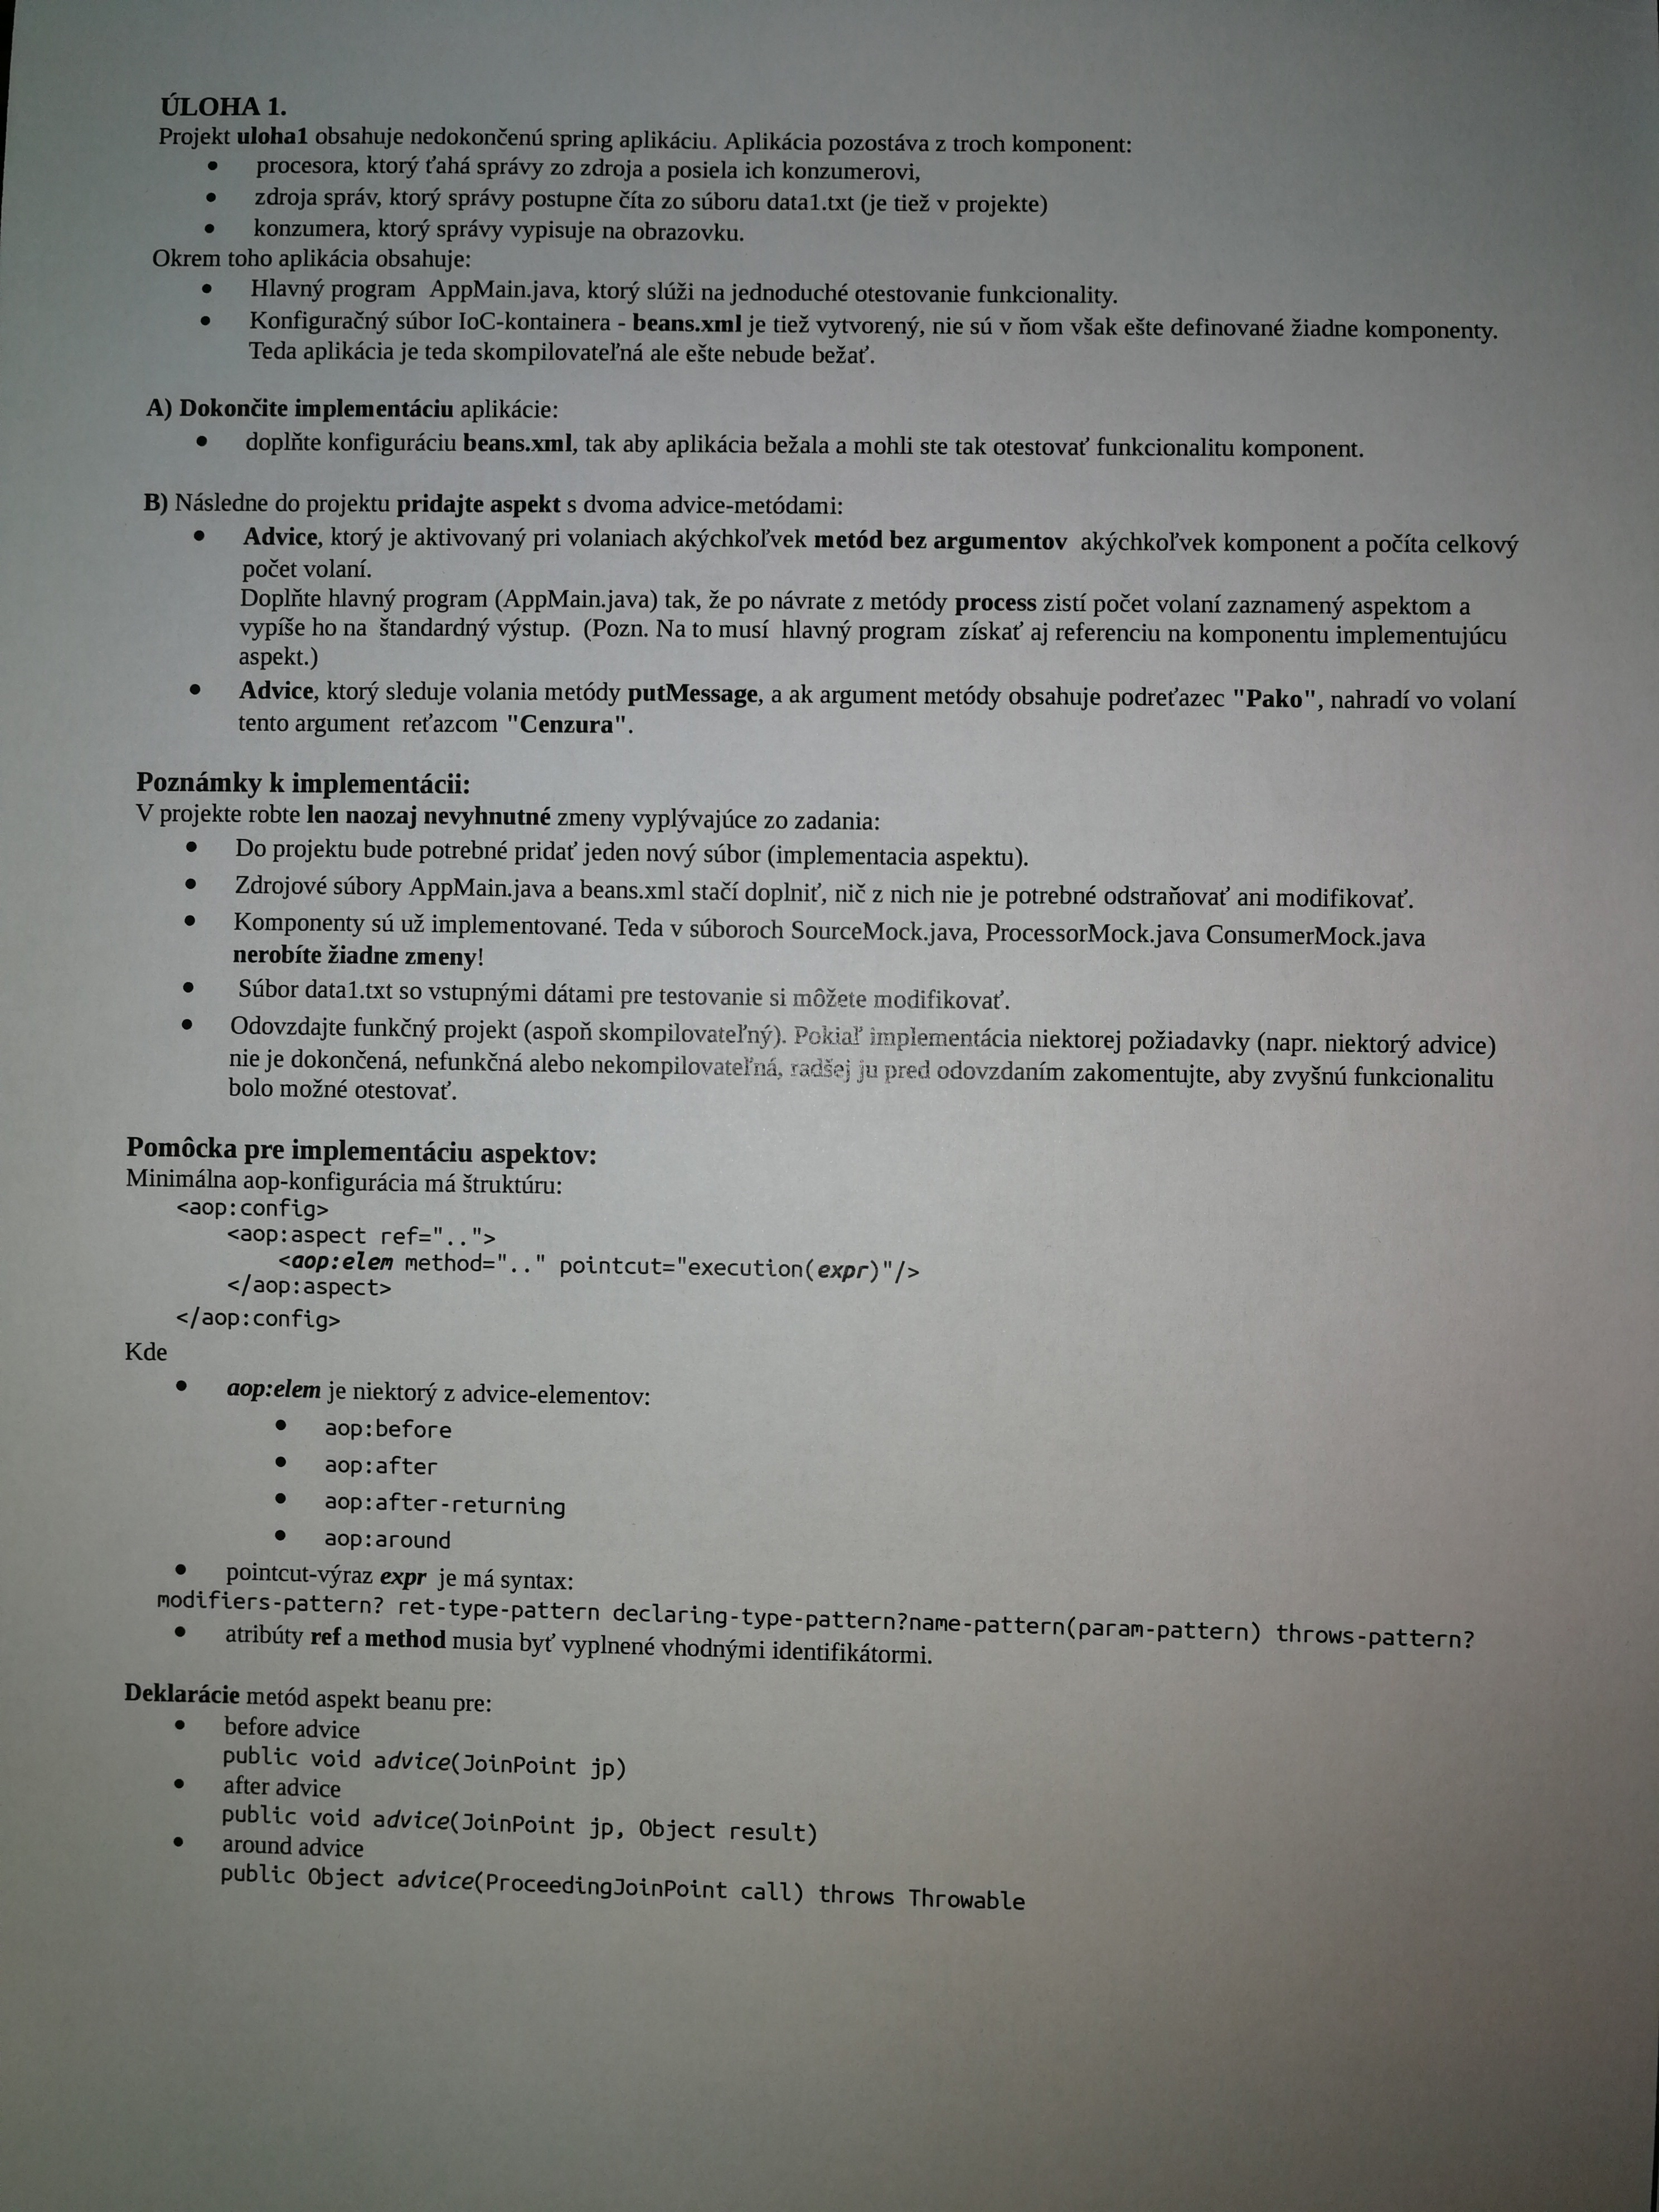 ÚLOHA 1.
Projekt uloha1 obsahuje nedokončenú spring aplikáciu. Aplikácia pozostáva z troch komponent:
• procesora, ktorý ťahá správy zo zdroja a posiela ich konzumerovi,
• zdroja správ, ktorý správy postupne číta zo súboru data1.txt (je tiež v projekte)
• konzumera, ktorý správy vypisuje na obrazovku.
Okrem toho aplikácia obsahuje:
• Hlavný program AppMain.java, ktorý slúži na jednoduché otestovanie funkcionality.
• Konfiguračný súbor IoC-kontainera - beans.xml je tiež vytvorený, nie sú v ňom však ešte definované žiadne komponenty.
Teda aplikácia je teda skompilovateľná ale ešte nebude bežať.
A) Dokončite implementáciu aplikácie:
• doplňte konfiguráciu beans.xml, tak aby aplikácia bežala a mohli ste tak otestovať funkcionalitu komponent.
B) Následne do projektu pridajte aspekt s dvoma advice-metódami:
• Advice, ktorý je aktivovaný pri volaniach akýchkoľvek metód bez argumentov akýchkoľvek komponent a počíta celkový
počet volaní.
Doplňte hlavný program (AppMain.java) tak, že po návrate z metódy process zistí počet volaní zaznamený aspektom a
vypíše ho na štandardný výstup. (Pozn. Na to musí hlavný program získať aj referenciu na komponentu implementujúcu
aspekt.)
• Advice, ktorý sleduje volania metódy putMessage, a ak argument metódy obsahuje podreťazec "Pako", nahradí vo volaní
tento argument reťazcom "Cenzura".
Poznámky k implementácii:
V projekte robte len naozaj nevyhnutné zmeny vyplývajúce zo zadania:
• Do projektu bude potrebné pridať jeden nový súbor (implementacia aspektu).
• Zdrojové súbory AppMain.java a beans.xml stačí doplniť, nič z nich nie je potrebné odstraňovať ani modifikovať.
• Komponenty sú už implementované. Teda v súboroch SourceMock.java, ProcessorMock.java ConsumerMock.java
nerobíte žiadne zmeny!
• Súbor data1.txt so vstupnými dátami pre testovanie si môžete modifikovať.
• Odovzdajte funkčný projekt (aspoň skompilovateľný). Pokiaľ implementácia niektorej požiadavky (napr. niektorý advice)
nie je dokončená, nefunkčná alebo nekompilovateľná, radšej ju pred odovzdaním zakomentujte, aby zvyšnú funkcionalitu
bolo možné otestovať.
Pomôcka pre implementáciu aspektov:
Minimálna aop-konfigurácia má štruktúru:
<aop:config>
<aop:aspect ref="..">
<aop:elem method=".." pointcut="execution(expr)"/>
</aop:aspect>
</aop:config>
Kde
• aop:elem je niektorý z advice-elementov:
• aop:before
• aop:after
• aop:after-returning
• aop:around
• pointcut-výraz expr je má syntax:
modifiers-pattern? ret-type-pattern declaring-type-pattern?name-pattern(param-pattern) throws-pattern?
• atribúty ref a method musia byť vyplnené vhodnými identifikátormi.
Deklarácie metód aspekt beanu pre:
• before advice
public void advice(JoinPoint jp)
• after advice
public void advice(JoinPoint jp, Object result)
• around advice
public Object advice(ProceedingJoinPoint call) throws Throwable